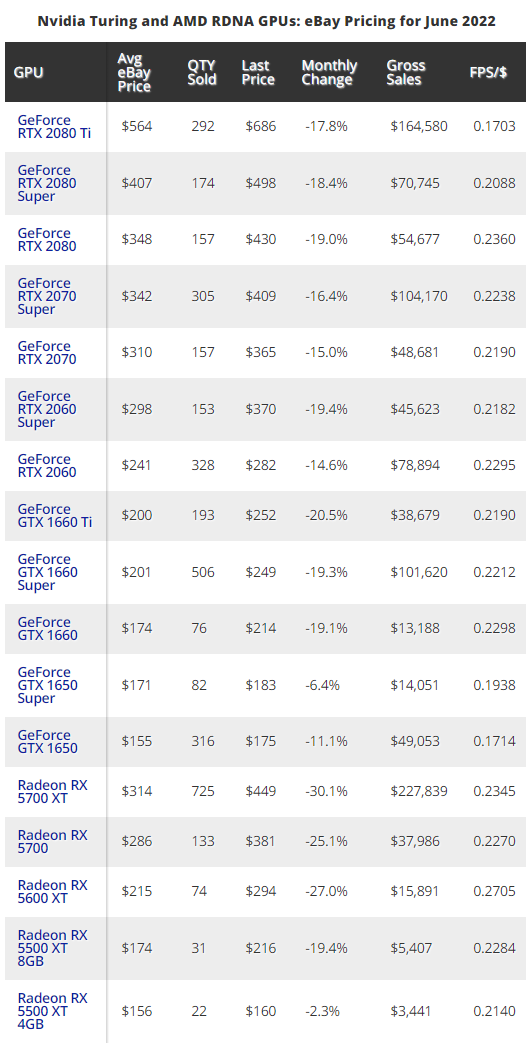 Nvidia Turing and AMD RDNA GPUs: eBay Pricing for June 2022
GPU Avg eBay Price QTY Sold Last Price Monthly Change Gross Sales FPS/$
GeForce RTX 2080 Ti $564 292 $686 -17.8% $164,580 0.1703
GeForce RTX 2080 Super $407 174 $498 -18.4% $70,745 0.2088
GeForce RTX 2080 $348 157 $430 -19.0% $54,677 0.2360
GeForce RTX 2070 Super $342 305 $409 -16.4% $104,170 0.2238
GeForce RTX 2070 $310 157 $365 -15.0% $48,681 0.2190
GeForce RTX 2060 Super $298 153 $370 -19.4% $45,623 0.2182
GeForce RTX 2060 $241 328 $282 -14.6% $78,894 0.2295
GeForce GTX 1660 Ti $200 193 $252 -20.5% $38,679 0.2190
GeForce GTX 1660 Super $201 506 $249 -19.3% $101,620 0.2212
GeForce GTX 1660 $174 76 $214 -19.1% $13,188 0.2298
GeForce GTX 1650 Super $171 82 $183 -6.4% $14,051 0.1938
GeForce GTX 1650 $155 316 $175 -11.1% $49,053 0.1714
Radeon RX 5700 XT $314 725 $449 -30.1% $227,839 0.2345
Radeon RX 5700 $286 133 $381 -25.1% $37,986 0.2270
Radeon RX 5600 XT $215 74 $294 -27.0% $15,891 0.2705
Radeon RX 5500 XT 8GB $174 31 $216 -19.4% $5,407 0.2284
Radeon RX 5500 XT 4GB $156 22 $160 -2.3% $3,441 0.2140